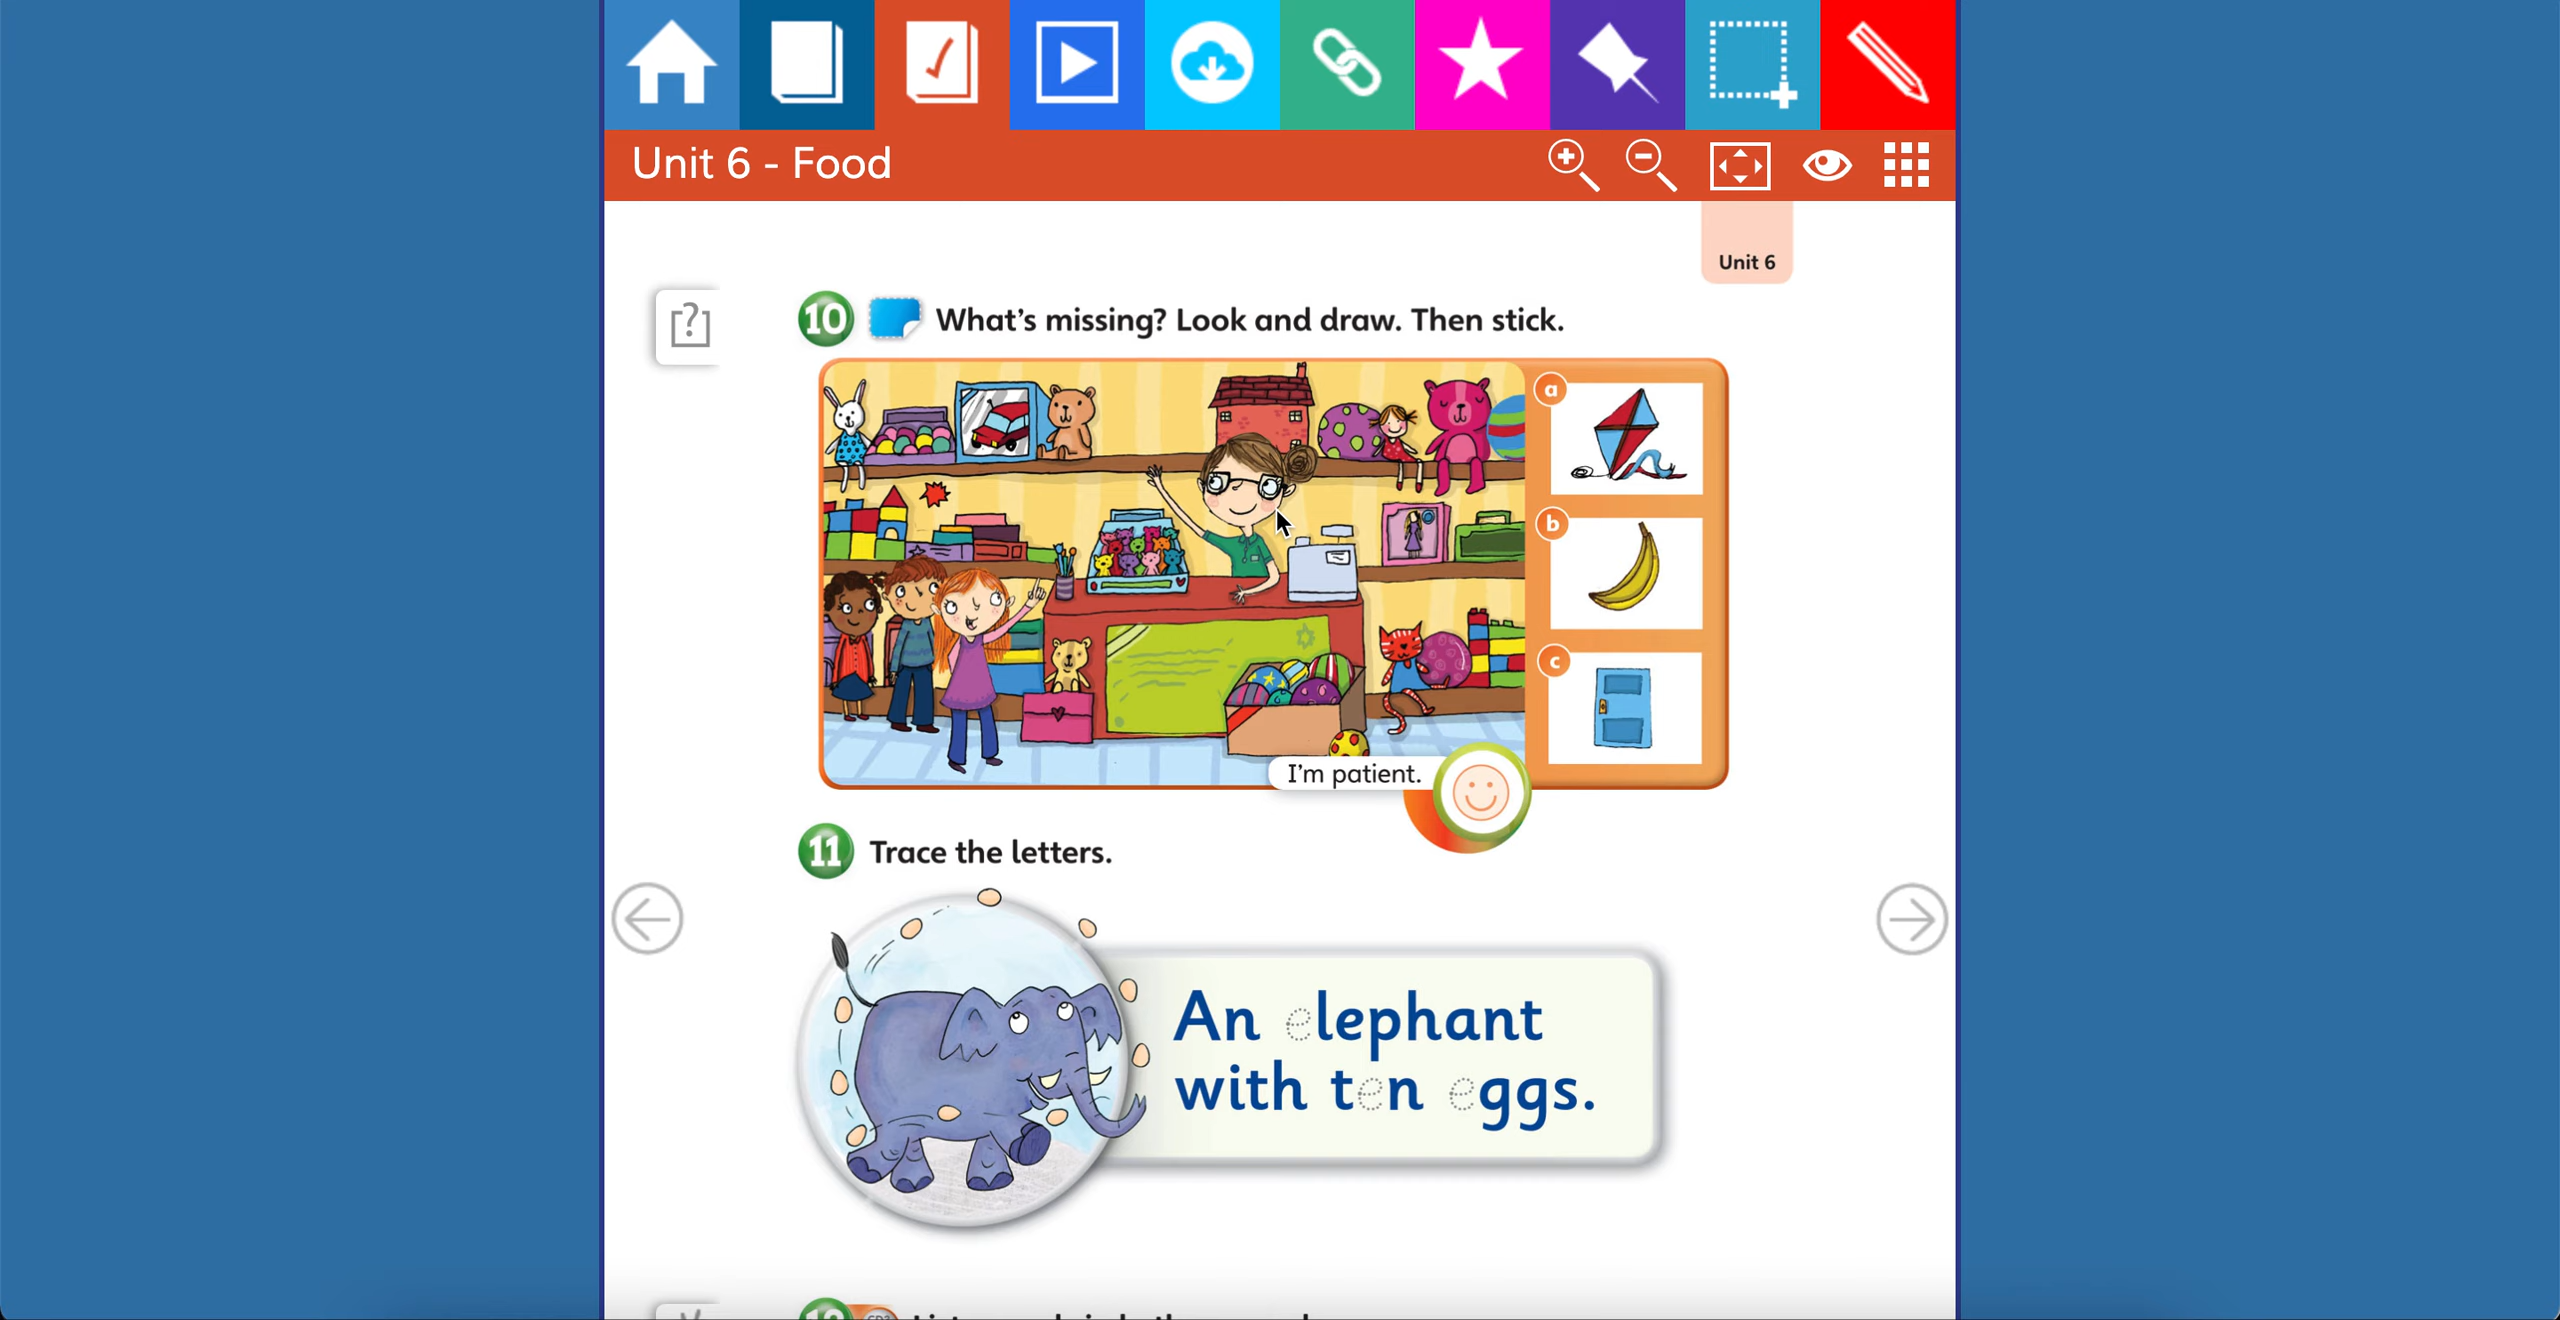 Unit 6 - Food
Unit 6
10 What's missing? Look and draw. Then stick.
a
b
c
I'm patient.
11 Trace the letters.
An elephant
with ten eggs.